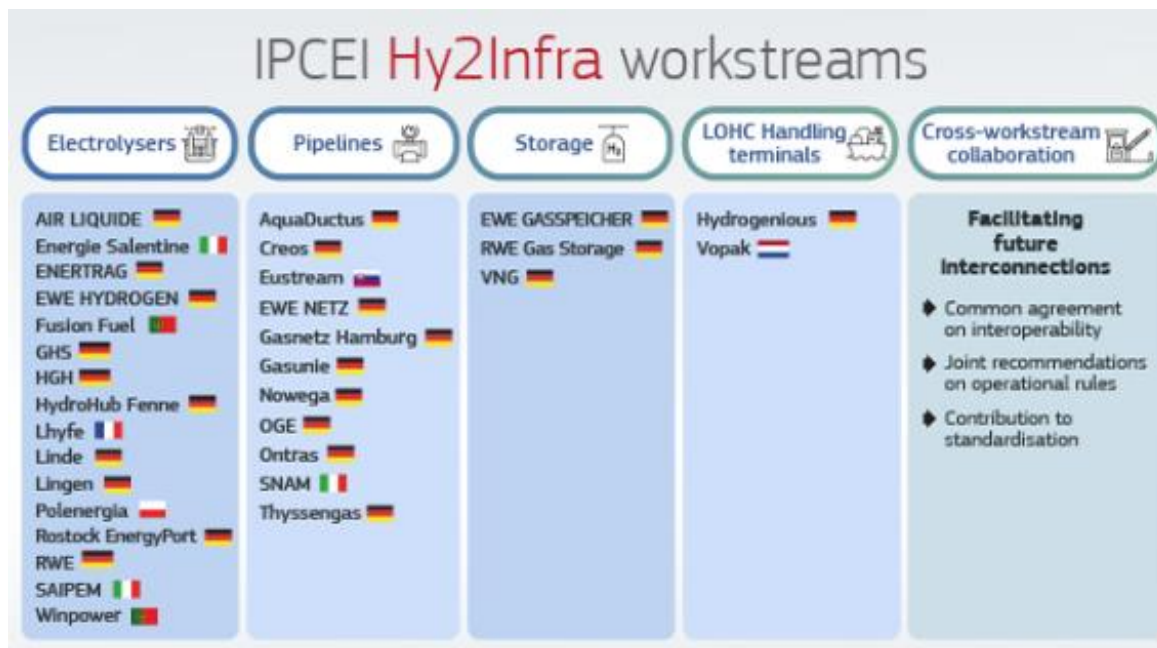 IPCEI Hy2Infra workstreams
Electrolysers
AIR LIQUIDE
Energie Salentine
ENERTRAG
EWE HYDROGEN
Fusion Fuel
GHS
HGH
HydroHub Fenne
Lhyfe
Linde
Lingen
Polenergia
Rostock EnergyPort
RWE
SAIPEM
Winpower
Pipelines
AquaDuctus
Creos
Eustream
EWE NETZ
Gasnetz Hamburg
Gasunie
Nowega
OGE
Ontras
SNAM
Thyssengas
Storage
H₂
EWE GASSPEICHER
RWE Gas Storage
VNG
LOHC Handling
terminals
Hydrogenious
Vopak
Cross-workstream
collaboration
Facilitating
future
interconnections
Common agreement
on interoperability
Joint recommendations
on operational rules
Contribution to
standardisation